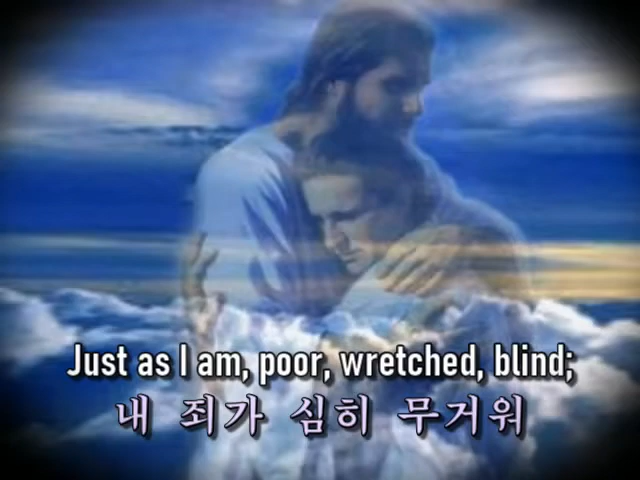 Just as I am, poor, wretched, blind;
내 죄가 심히 무거워